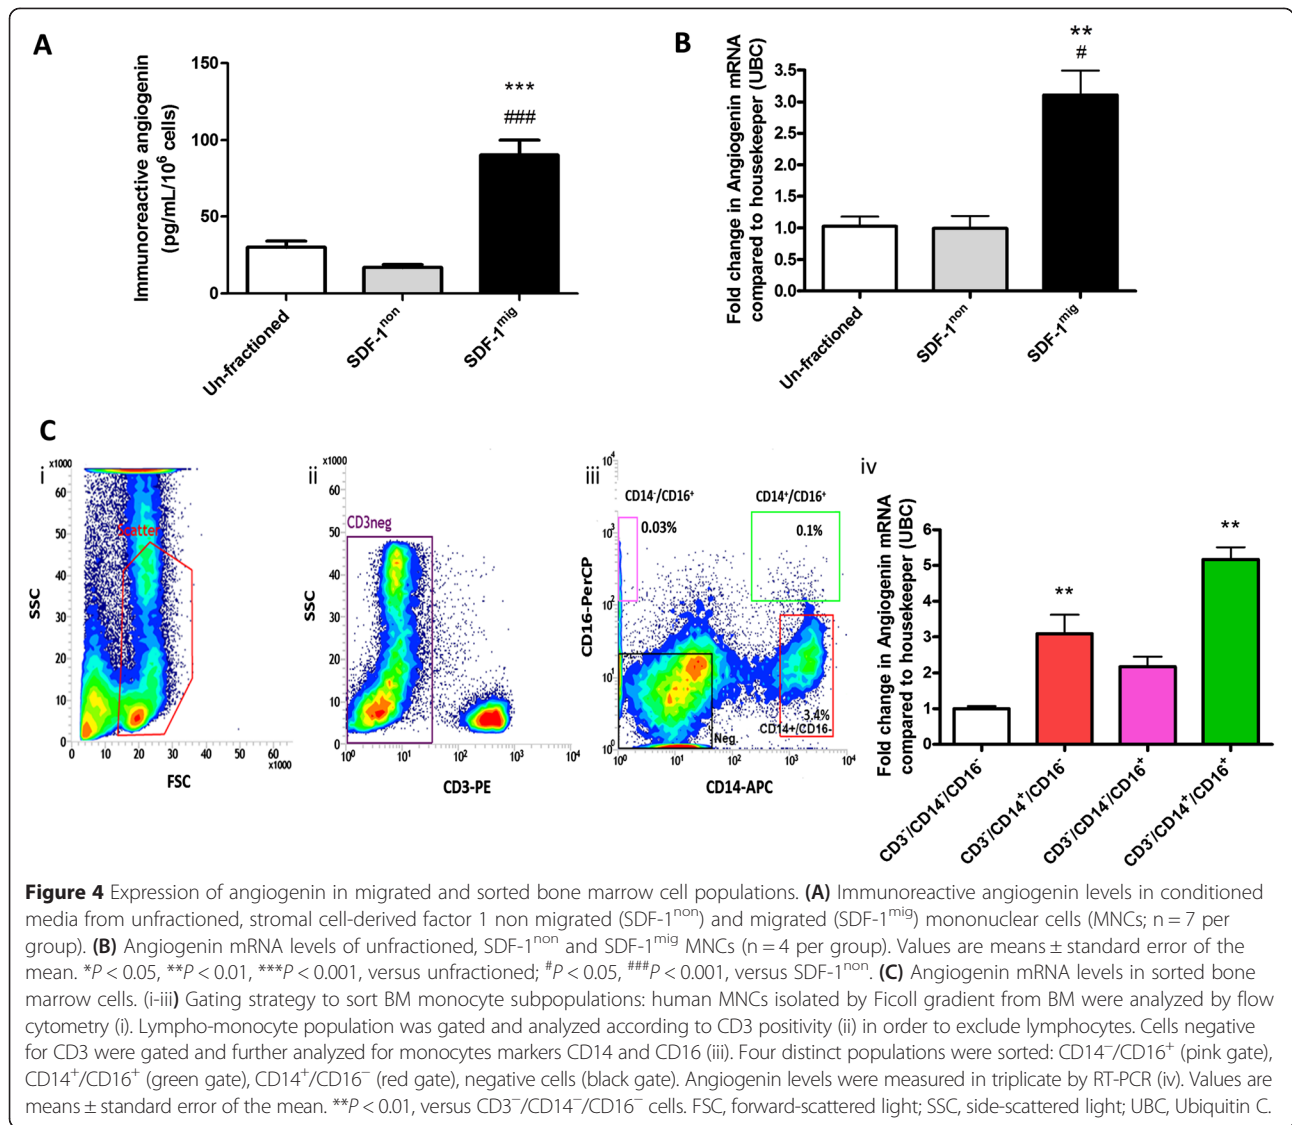 A
Immunoreactive angiogenin
(pg/mL/10⁶ cells)
150
100
50
0
***
###
Un-fractioned
SDF-1ⁿᵒⁿ
SDF-1ᵐⁱᵍ
B
Fold change in Angiogenin mRNA
compared to housekeeper (UBC)
3.5
3.0
2.5
2.0
1.5
1.0
0.5
0.0
**
#
Un-fractioned
SDF-1ⁿᵒⁿ
SDF-1ᵐⁱᵍ
C
i
x1000
SSC
60
50
40
30
20
10
0
Scatter
0 10 20 30 40 50 60
x1000
FSC
ii
x1000
SSC
60
50
40
30
20
10
0
CD3neg
10⁰ 10¹ 10² 10³ 10⁴
CD3-PE
iii
CD16-PerCP
10⁴
10³
10²
10¹
10⁰
CD14⁻/CD16⁺
0.03%
CD14⁺/CD16⁺
0.1%
3.4%
CD14+/CD16-
Neg
10⁰ 10¹ 10² 10³ 10⁴
CD14-APC
iv
Fold change in Angiogenin mRNA
compared to housekeeper (UBC)
6
5
4
3
2
1
0
**
**
CD3⁻/CD14⁻/CD16⁻
CD3⁻/CD14⁺/CD16⁻
CD3⁻/CD14⁻/CD16⁺
CD3⁻/CD14⁺/CD16⁺
Figure 4 Expression of angiogenin in migrated and sorted bone marrow cell populations. (A) Immunoreactive angiogenin levels in conditioned
media from unfractioned, stromal cell-derived factor 1 non migrated (SDF-1ⁿᵒⁿ) and migrated (SDF-1ᵐⁱᵍ) mononuclear cells (MNCs; n = 7 per
group). (B) Angiogenin mRNA levels of unfractioned, SDF-1ⁿᵒⁿ and SDF-1ᵐⁱᵍ MNCs (n = 4 per group). Values are means ± standard error of the
mean. *P < 0.05, **P < 0.01, ***P < 0.001, versus unfractioned; #P < 0.05, ###P < 0.001, versus SDF-1ⁿᵒⁿ. (C) Angiogenin mRNA levels in sorted bone
marrow cells. (i-iii) Gating strategy to sort BM monocyte subpopulations: human MNCs isolated by Ficoll gradient from BM were analyzed by flow
cytometry (i). Lympho-monocyte population was gated and analyzed according to CD3 positivity (ii) in order to exclude lymphocytes. Cells negative
for CD3 were gated and further analyzed for monocytes markers CD14 and CD16 (iii). Four distinct populations were sorted: CD14⁻/CD16⁺ (pink gate),
CD14⁺/CD16⁺ (green gate), CD14⁺/CD16⁻ (red gate), negative cells (black gate). Angiogenin levels were measured in triplicate by RT-PCR (iv). Values are
means ± standard error of the mean. **P < 0.01, versus CD3⁻/CD14⁻/CD16⁻ cells. FSC, forward-scattered light; SSC, side-scattered light; UBC, Ubiquitin C.